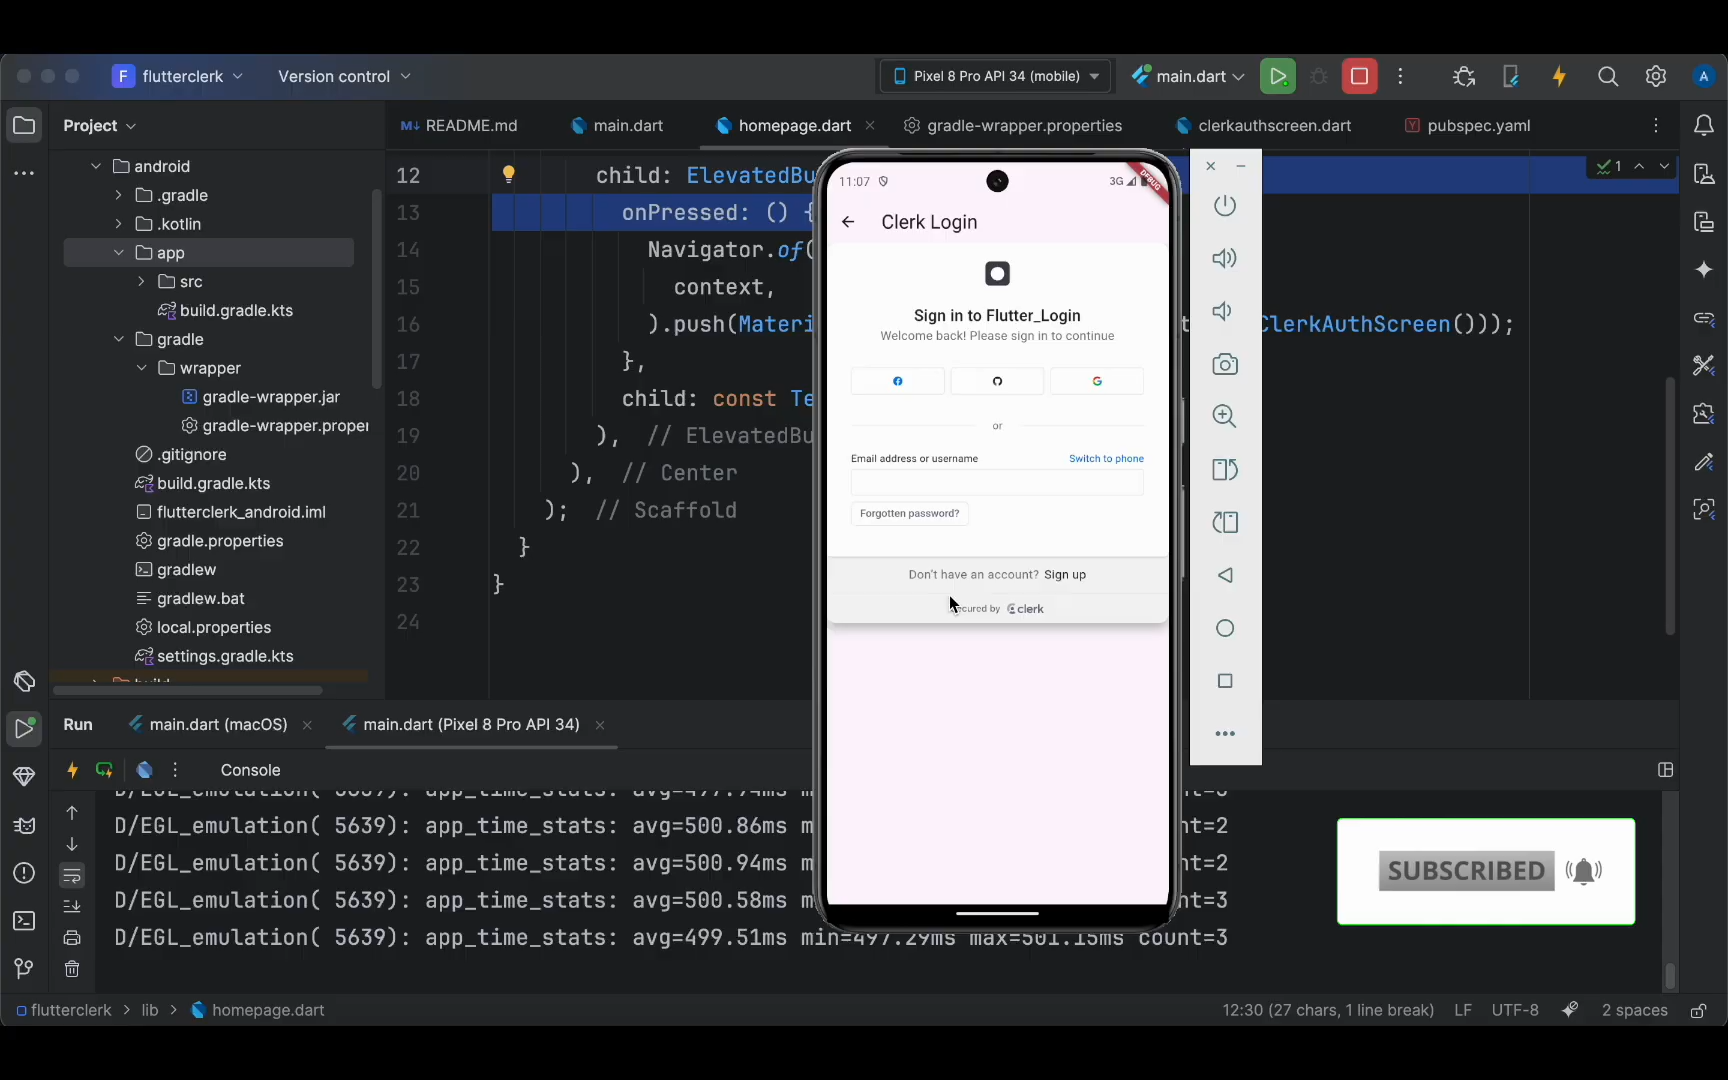 F flutterclerk
Version control
Pixel 8 Pro API 34 (mobile)
main.dart
A
Project
M↓ README.md
main.dart
homepage.dart
gradle-wrapper.properties
clerkauthscreen.dart
Y pubspec.yaml
android
.gradle
.kotlin
app
src
build.gradle.kts
gradle
wrapper
gradle-wrapper.jar
gradle-wrapper.proper
.gitignore
build.gradle.kts
flutterclerk_android.iml
gradle.properties
gradlew
gradlew.bat
local.properties
settings.gradle.kts
1
12 child: ElevatedBu
13 onPressed: () {
14 Navigator.of(
15 context,
16 ).push(Materi ClerkAuthScreen()));
17 },
18 child: const Te
19 ), // ElevatedBu
20 ), // Center
21 ); // Scaffold
22 }
23 }
24
11:07 3G
DEBUG
Clerk Login
Sign in to Flutter_Login
Welcome back! Please sign in to continue
or
Email address or username Switch to phone
Forgotten password?
Don't have an account? Sign up
by clerk
Run
main.dart (macOS)
main.dart (Pixel 8 Pro API 34)
Console
D/EGL_emulation( 5639): app_time_stats: avg=500.86ms m nt=2
D/EGL_emulation( 5639): app_time_stats: avg=500.94ms m nt=2
D/EGL_emulation( 5639): app_time_stats: avg=500.58ms m nt=3
D/EGL_emulation( 5639): app_time_stats: avg=499.51ms min=497.29ms max=501.15ms count=3
SUBSCRIBED
flutterclerk > lib > homepage.dart
12:30 (27 chars, 1 line break) LF UTF-8 2 spaces